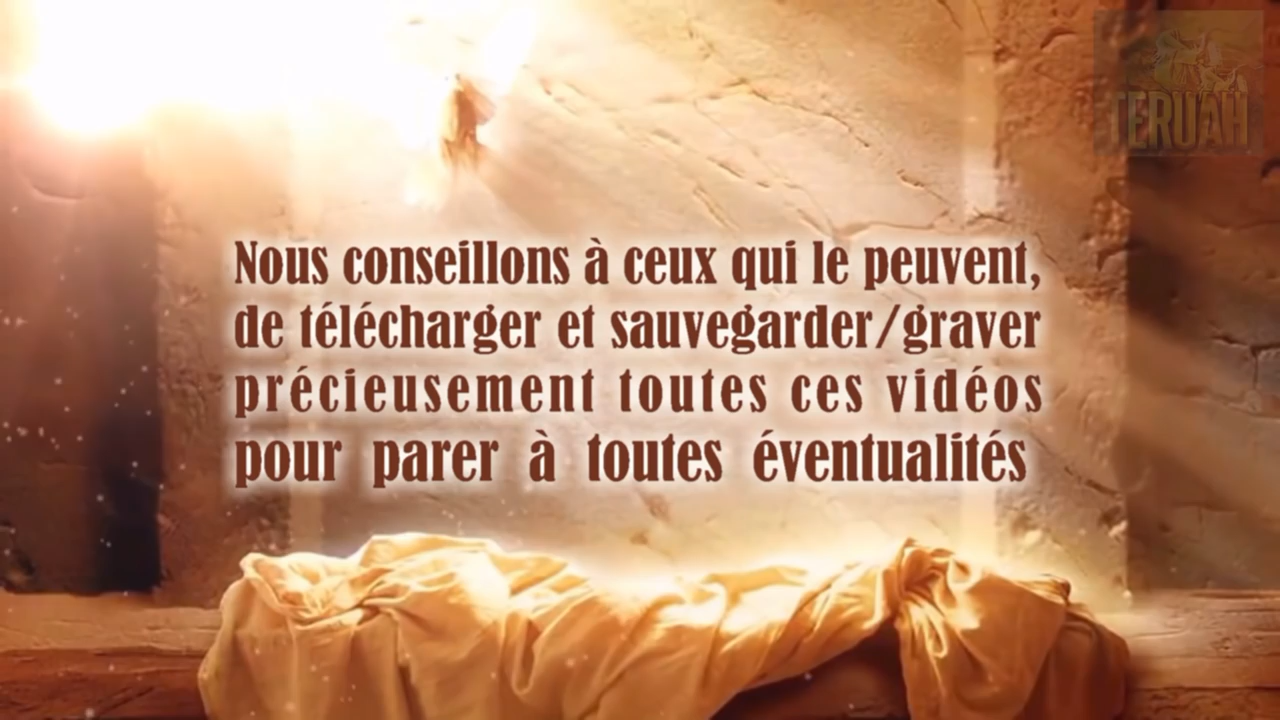 TERUAH
Nous conseillons à ceux qui le peuvent,
de télécharger et sauvegarder/graver
précieusement toutes ces vidéos
pour parer à toutes éventualités